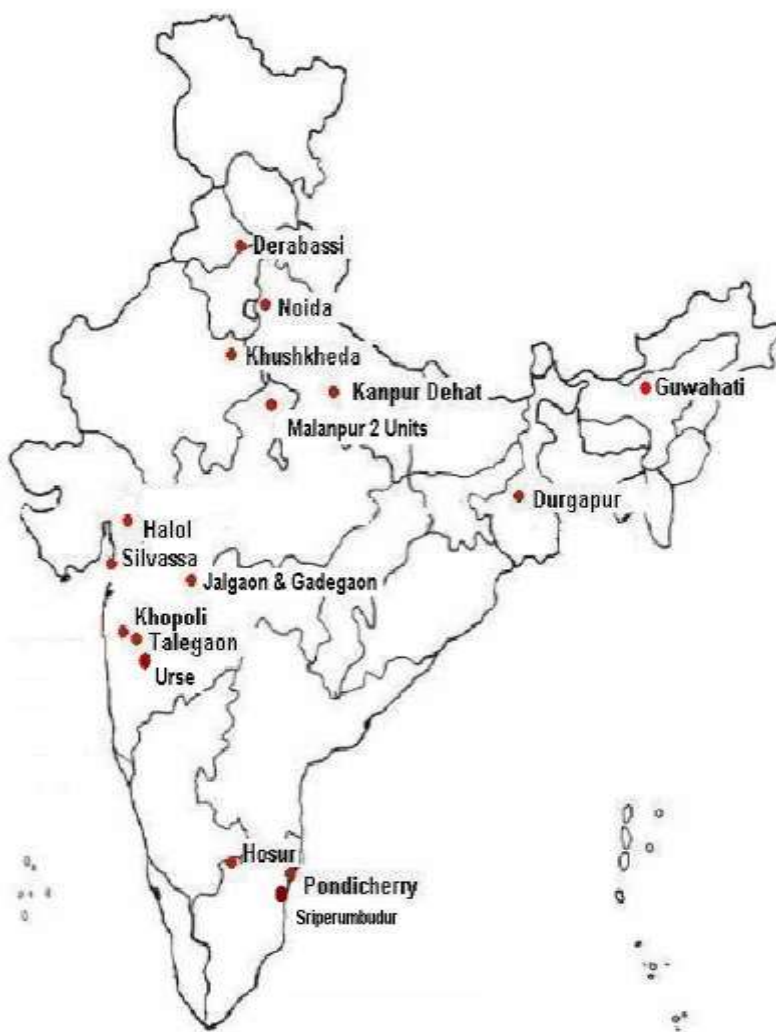 Derabassi
Noida
Khushkheda
Kanpur Dehat
Guwahati
Malanpur 2 Units
Durgapur
Halol
Silvassa
Jalgaon & Gadegaon
Khopoli
Talegaon
Urse
Hosur
Pondicherry
Sriperumbudur